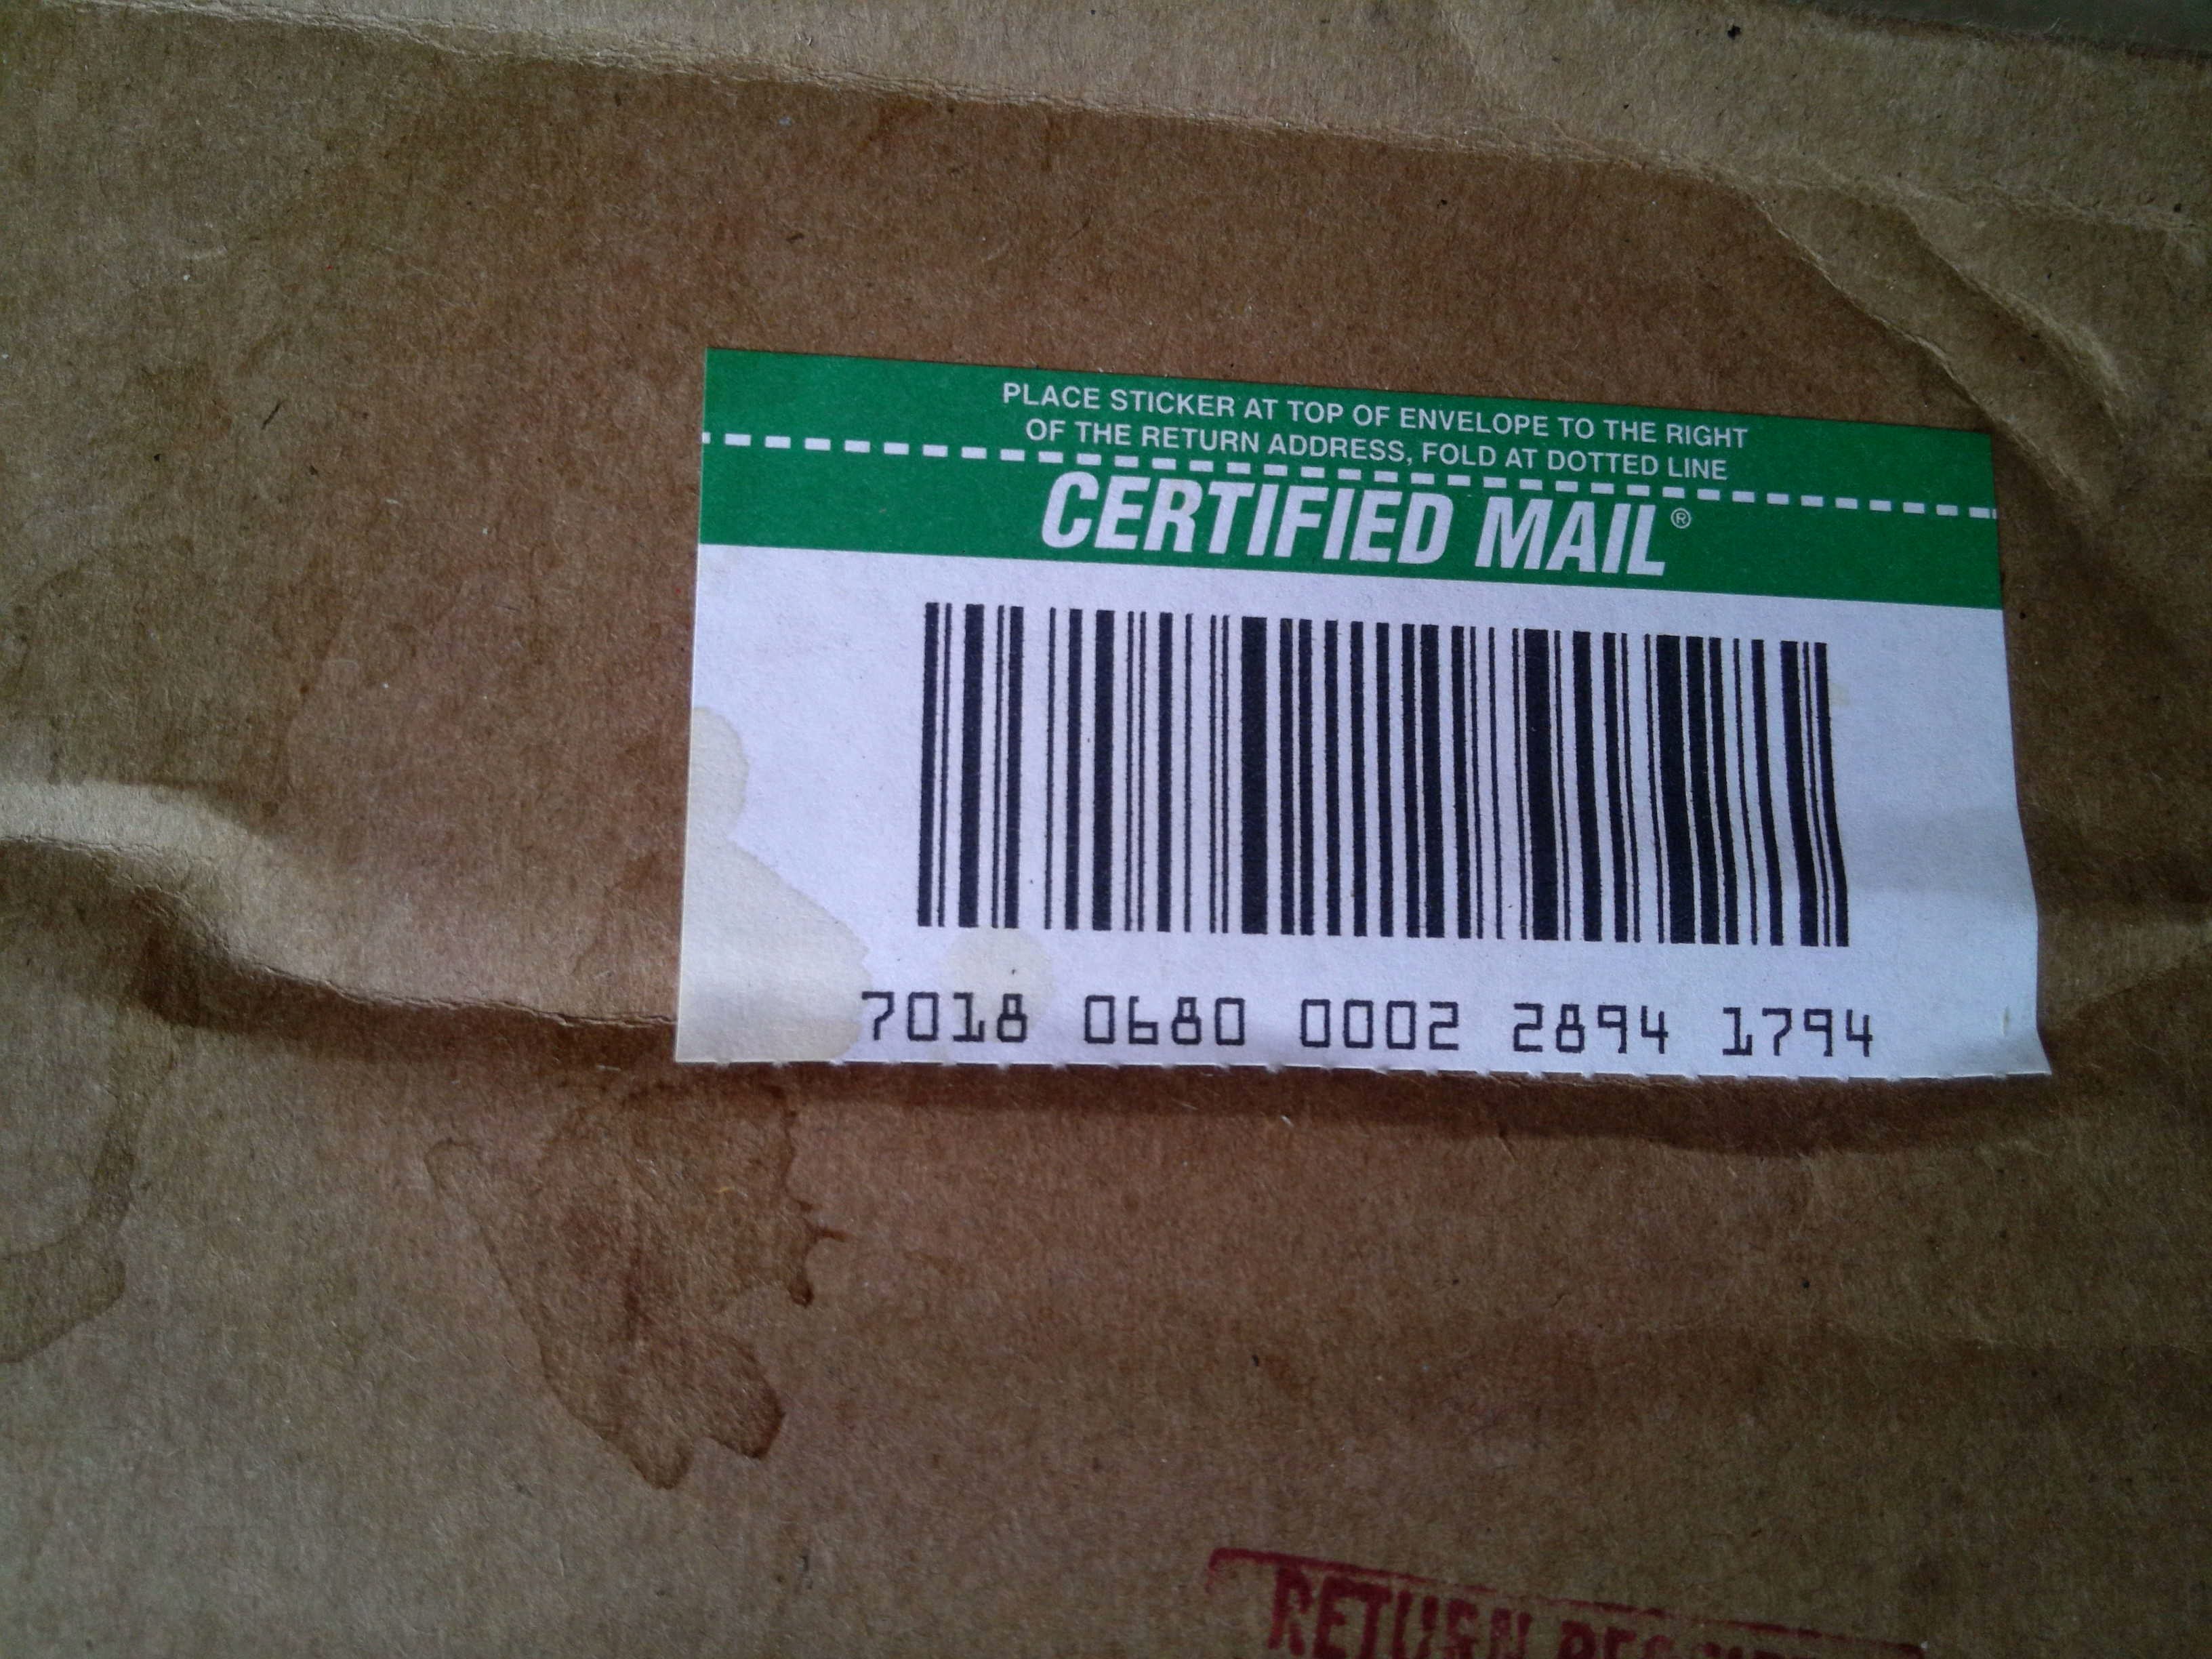 PLACE STICKER AT TOP OF ENVELOPE TO THE RIGHT
OF THE RETURN ADDRESS, FOLD AT DOTTED LINE
CERTIFIED MAIL®
7018 0680 0002 2894 1794
RETURN